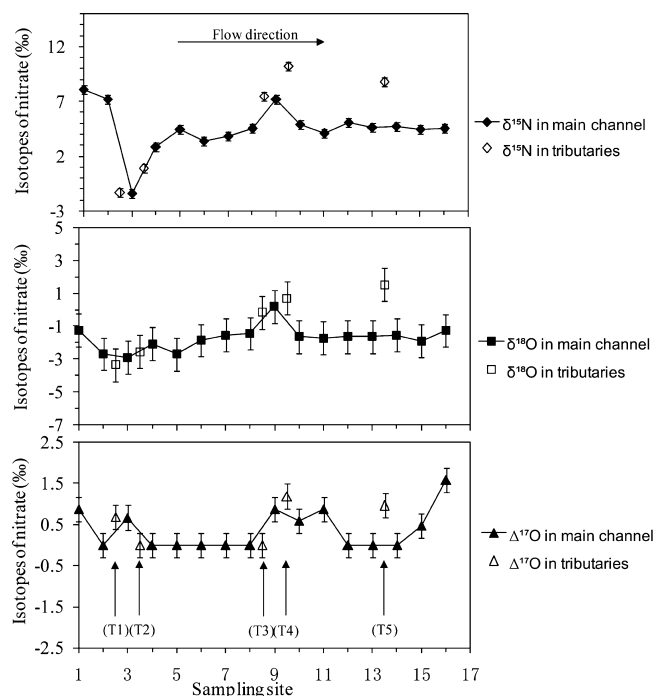 Isotopes of nitrate (‰)
12
7
2
-3
Flow direction
δ¹⁵N in main channel
δ¹⁵N in tributaries
Isotopes of nitrate (‰)
5
3
1
-1
-3
-5
-7
δ¹⁸O in main channel
δ¹⁸O in tributaries
Isotopes of nitrate (‰)
2.5
1.5
0.5
-0.5
-1.5
-2.5
(T1)(T2) (T3)(T4) (T5)
Δ¹⁷O in main channel
Δ¹⁷O in tributaries
1 3 5 7 9 11 13 15 17
Sampling site